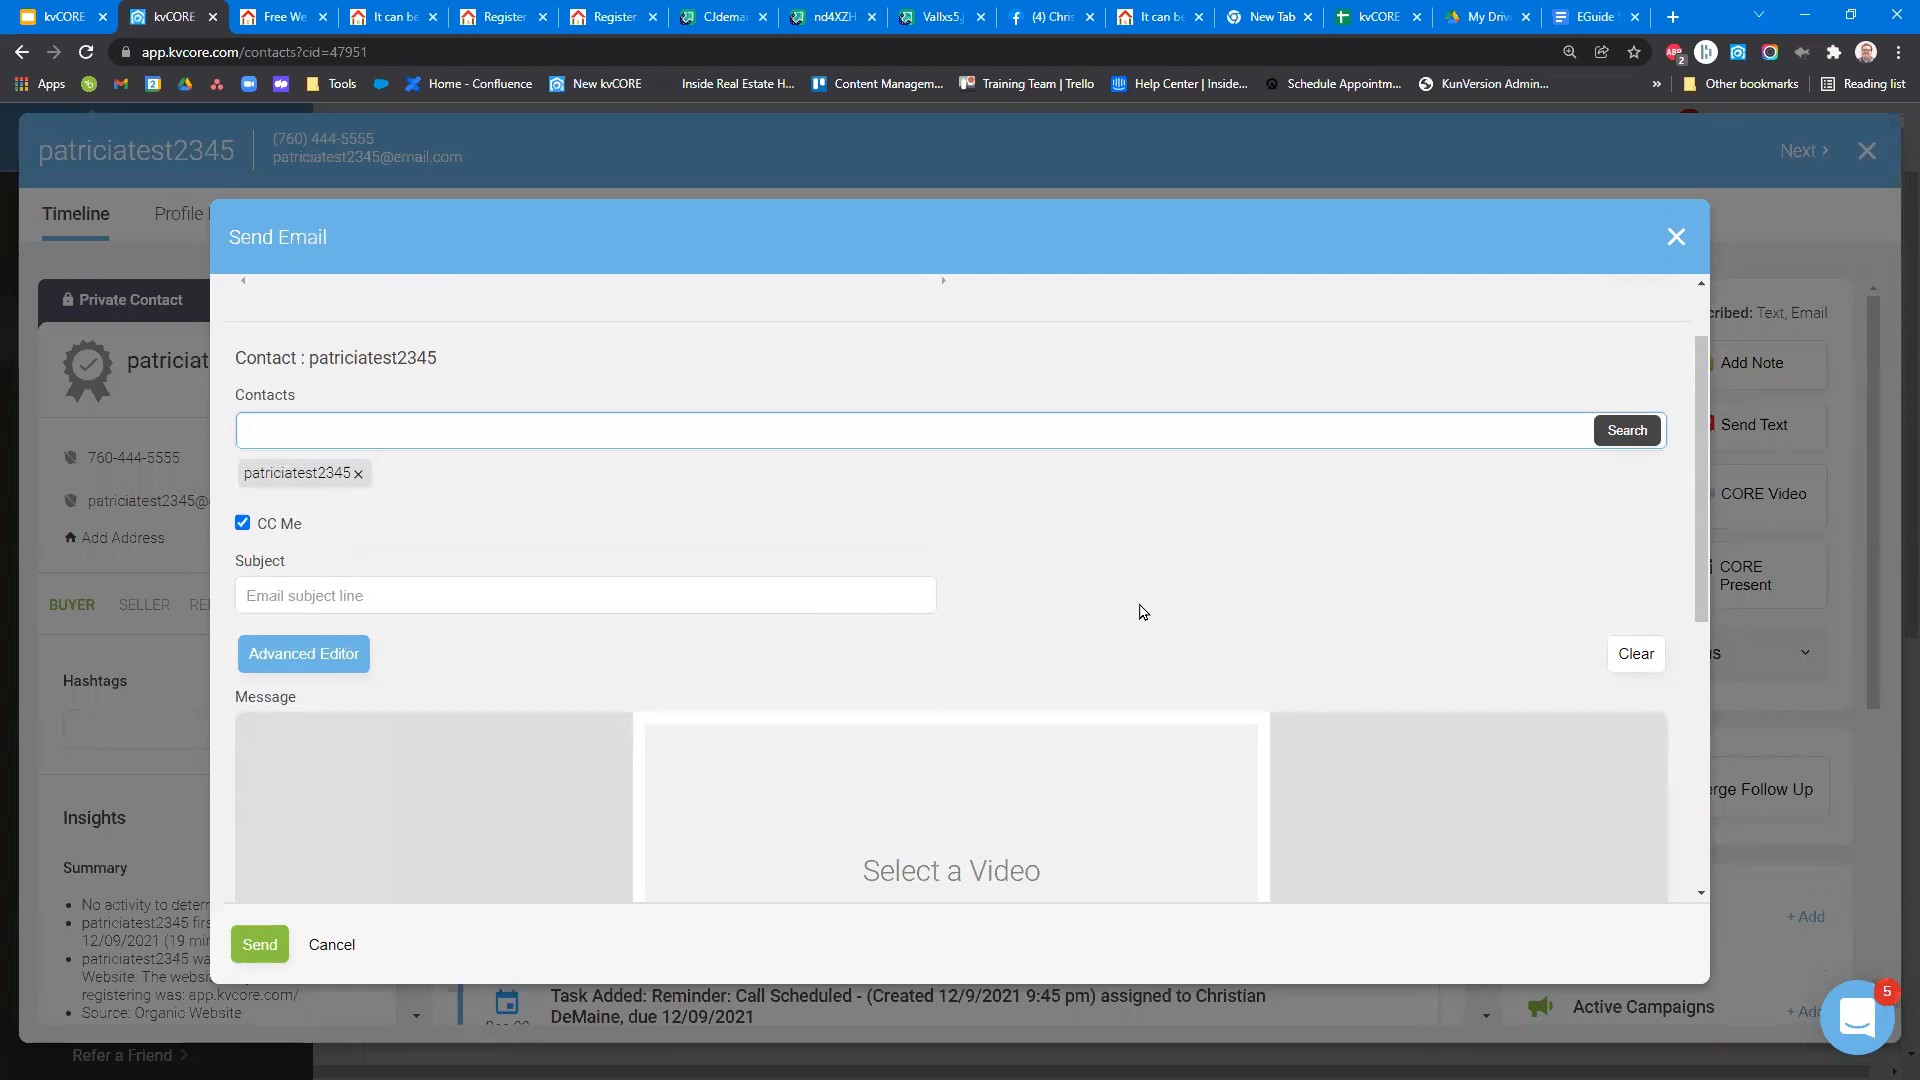 kvCORE
kvCORE
Free We
It can be
Register
Register
CJdemai
nd4XZH
Vallxs5.j
(4) Chris
It can be
New Tab
kvCORE
My Drive
EGuide
app.kvcore.com/contacts?cid=47951
ABP
2
Apps
Tools
Home - Confluence
New kvCORE
Inside Real Estate H...
Content Managem...
Training Team | Trello
Help Center | Inside...
Schedule Appointm...
KunVersion Admin...
»
Other bookmarks
Reading list
patriciatest2345
(760) 444-5555
patriciatest2345@email.com
Next
Timeline
Profile
Send Email
Private Contact
cribed: Text, Email
patriciat
Contact : patriciatest2345
Add Note
Contacts
Search
Send Text
760-444-5555
patriciatest2345
CORE Video
patriciatest2345@
CC Me
Add Address
Subject
CORE
Present
BUYER
SELLER
RE
Email subject line
Advanced Editor
Clear
s
Hashtags
Message
rge Follow Up
Insights
Select a Video
Summary
No activity to deterr
patriciatest2345 firs
12/09/2021 (19 mir
patriciatest2345 wa
Website. The websi
registering was: app.kvcore.com/
Source: Organic Website
+ Add
Send
Cancel
Task Added: Reminder: Call Scheduled - (Created 12/9/2021 9:45 pm) assigned to Christian
DeMaine, due 12/09/2021
Active Campaigns
+ Add
5
Refer a Friend